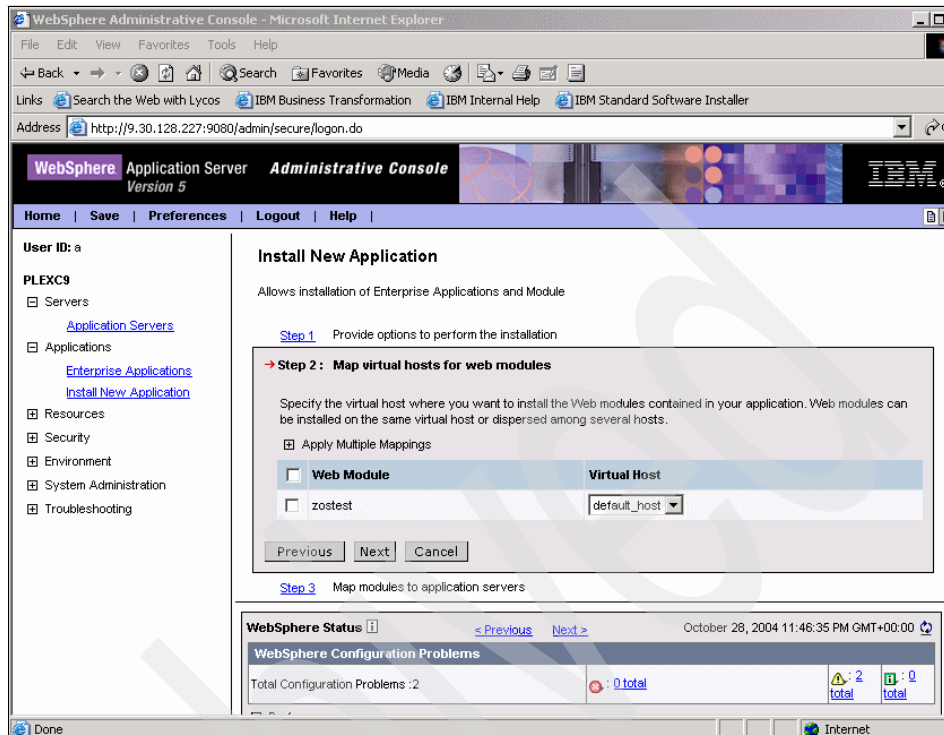 WebSphere Administrative Console - Microsoft Internet Explorer
File Edit View Favorites Tools Help
Back Search Favorites Media
Links Search the Web with Lycos IBM Business Transformation IBM Internal Help IBM Standard Software Installer
Address http://9.30.128.227:9080/admin/secure/logon.do
WebSphere Application Server Administrative Console
Version 5
IBM
Home | Save | Preferences | Logout | Help |
User ID: a
PLEXC9
Servers
Application Servers
Applications
Enterprise Applications
Install New Application
Resources
Security
Environment
System Administration
Troubleshooting
Install New Application
Allows installation of Enterprise Applications and Module
Step 1 Provide options to perform the installation
Step 2 : Map virtual hosts for web modules
Specify the virtual host where you want to install the Web modules contained in your application. Web modules can
be installed on the same virtual host or dispersed among several hosts.
Apply Multiple Mappings
Web Module Virtual Host
zostest default_host
Previous Next Cancel
Step 3 Map modules to application servers
WebSphere Status i < Previous Next > October 28, 2004 11:46:35 PM GMT+00:00
WebSphere Configuration Problems
Total Configuration Problems :2 : 0 total : 2 total : 0 total
Done Internet